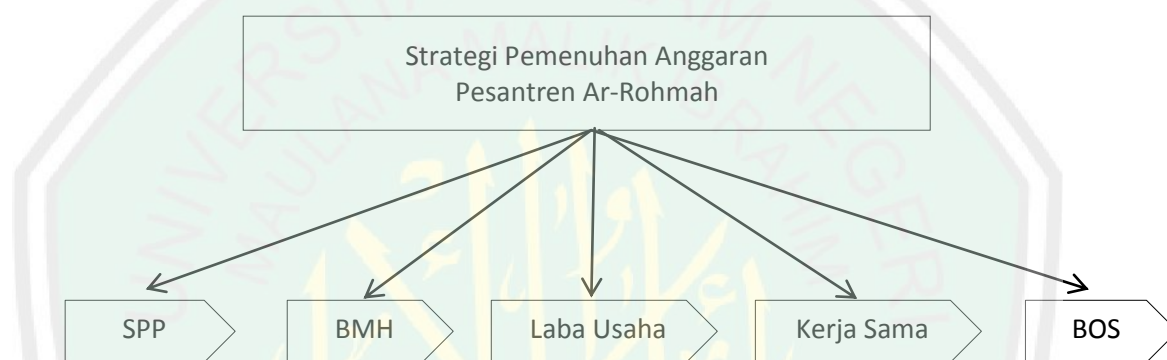 Strategi Pemenuhan Anggaran
Pesantren Ar-Rohmah
SPP
BMH
Laba Usaha
Kerja Sama
BOS